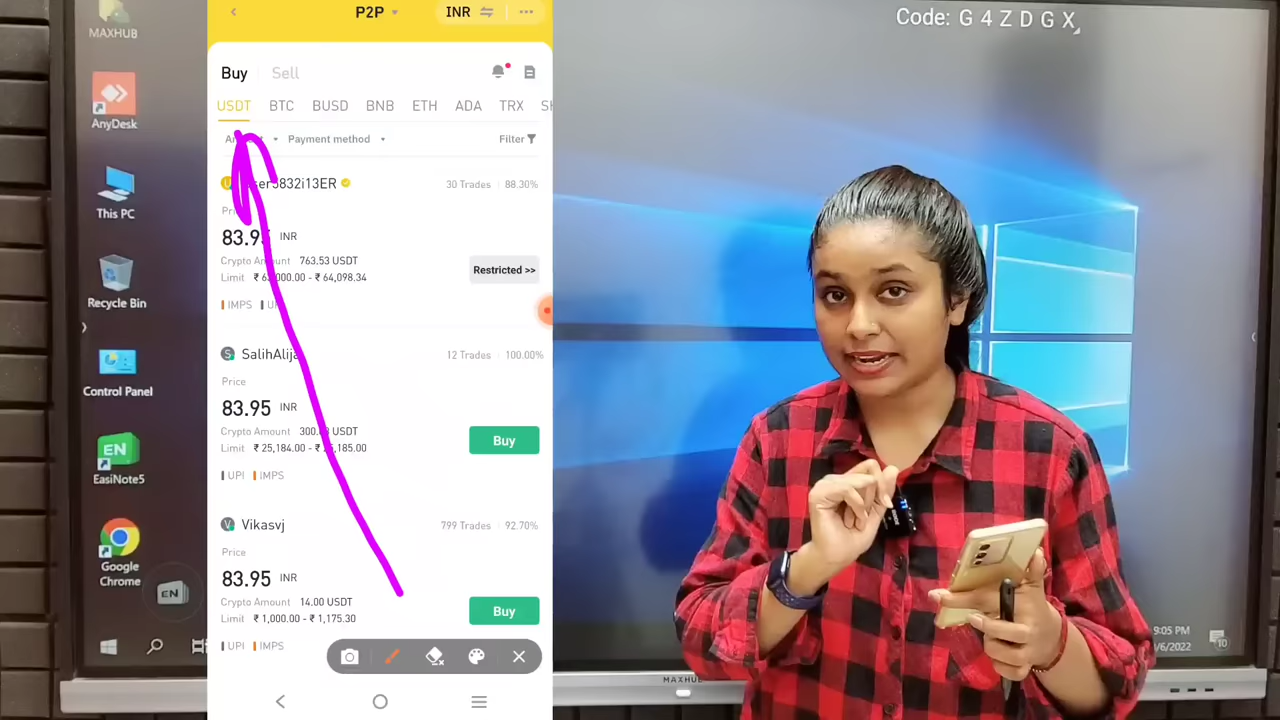 MAXHUB
AnyDesk
This PC
Recycle Bin
Control Panel
EN
EasiNote5
Google
Chrome
EN
P2P INR
Buy Sell
USDT BTC BUSD BNB ETH ADA TRX
Payment method Filter
30 Trades 88.30%
83.95 INR
Crypto Amount 763.53 USDT
Limit - ₹ 64,098.34
Restricted >>
IMPS
S
12 Trades 100.00%
Price
83.95 INR
Crypto Amount USDT
Limit ₹ 25,184.00 -
Buy
UPI IMPS
V Vikasvj 799 Trades 92.70%
Price
83.95 INR
Crypto Amount 14.00 USDT
Limit ₹ 1,000.00 - ₹ 1,175.30
Buy
UPI IMPS
Code: G 4 Z D G X
9:05 PM
/6/2022
10
MAXHUB